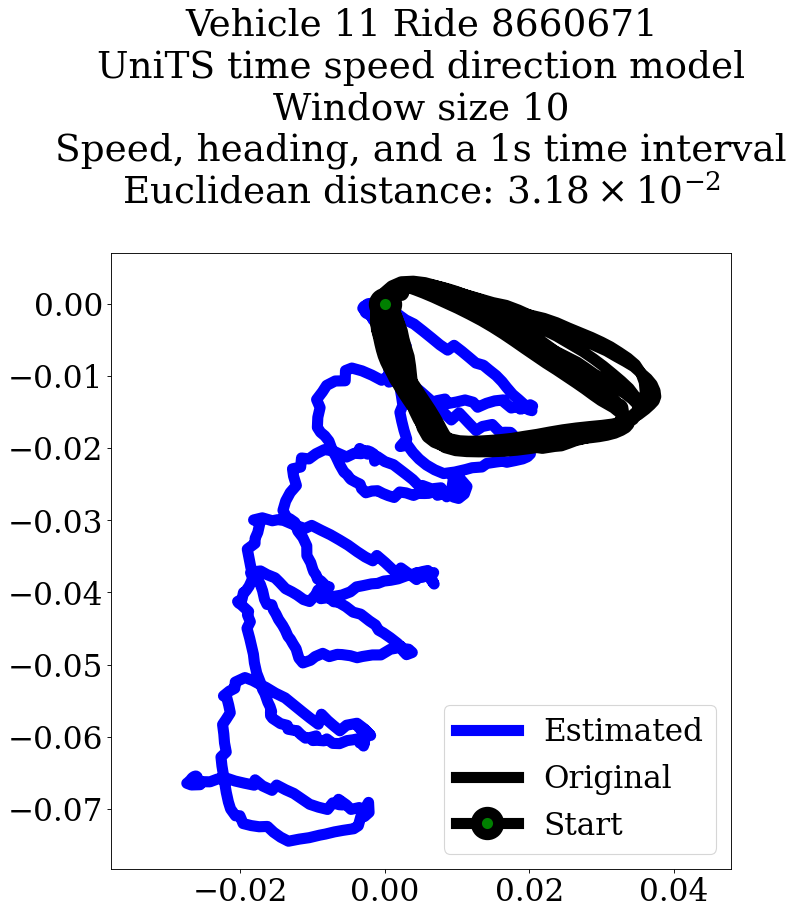 Vehicle 11 Ride 8660671
UniTS time speed direction model
Window size 10
Speed, heading, and a 1s time interval
Euclidean distance: 3.18 × 10⁻²
0.00
−0.01
−0.02
−0.03
−0.04
−0.05
−0.06
−0.07
Estimated
Original
Start
−0.02 0.00 0.02 0.04